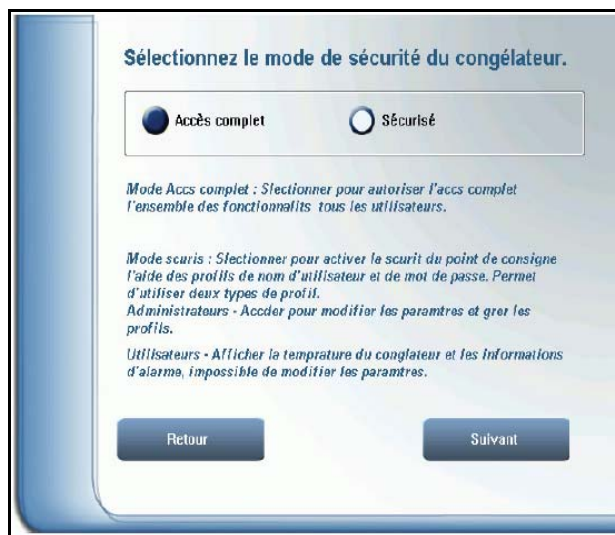 Sélectionnez le mode de sécurité du congélateur.
Accès complet
Sécurisé
Mode Accs complet : Slectionner pour autoriser l'accs complet
l'ensemble des fonctionnalits tous les utilisateurs.
Mode scuris : Slectionner pour activer la scurit du point de consigne
l'aide des profils de nom d'utilisateur et de mot de passe. Permet
d'utiliser deux types de profil.
Administrateurs - Accder pour modifier les paramtres et grer les
profils.
Utilisateurs - Afficher la temprature du conglateur et les informations
d'alarme, impossible de modifier les paramtres.
Retour
Suivant